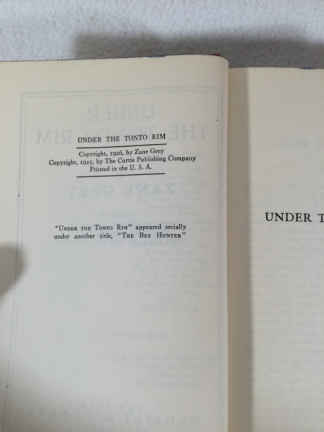 UNDER THE TONTO RIM
Copyright, 1926, by Zane Grey
Copyright, 1925, by The Curtis Publishing Company
Printed in the U. S. A.
"Under the Tonto Rim" appeared serially
under another title, "The Bee Hunter"
UNDER T